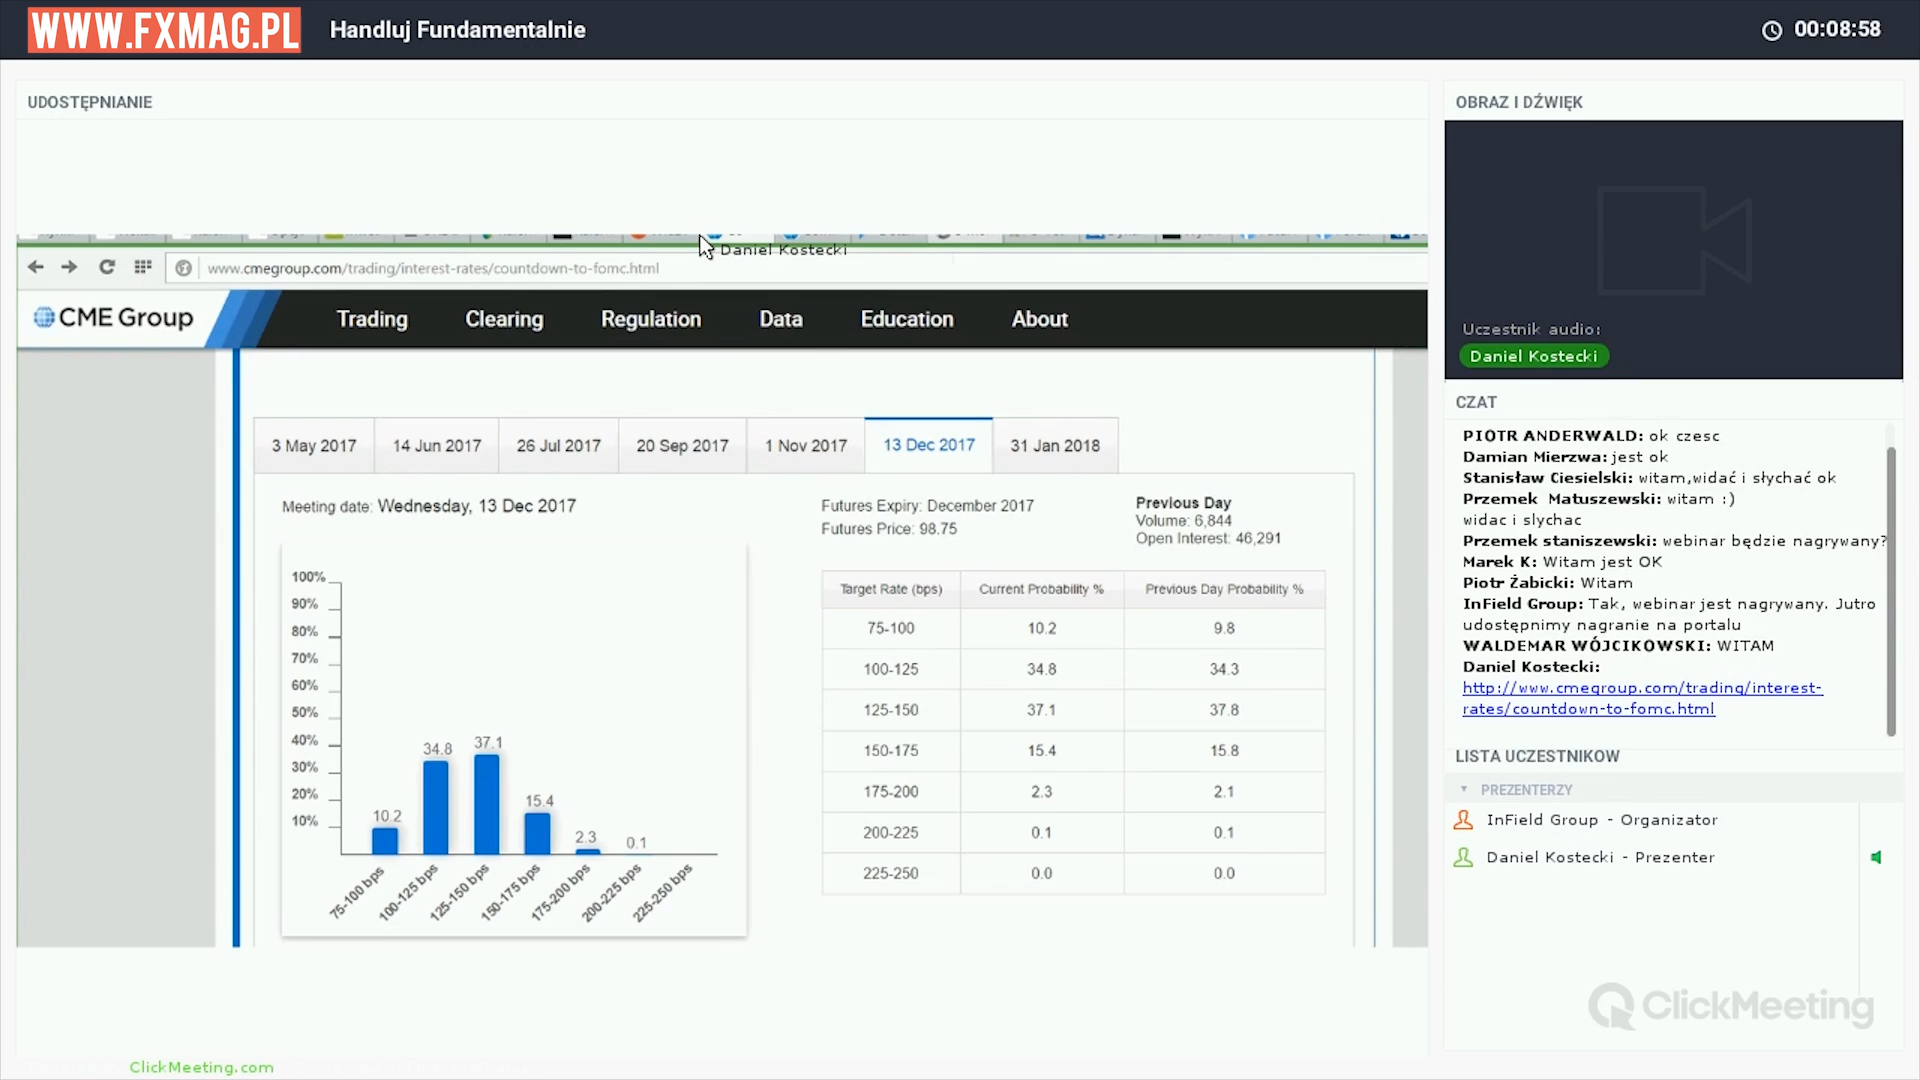 WWW.FXMAG.PL
Handluj Fundamentalnie
00:08:58
UDOSTĘPNIANIE
Daniel Kostecki
www.cmegroup.com/trading/interest-rates/countdown-to-fomc.html
CME Group
Trading Clearing Regulation Data Education About
3 May 2017 14 Jun 2017 26 Jul 2017 20 Sep 2017 1 Nov 2017 13 Dec 2017 31 Jan 2018
Meeting date: Wednesday, 13 Dec 2017
Futures Expiry: December 2017
Futures Price: 98.75
Previous Day
Volume: 6,844
Open Interest: 46,291
100%
90%
80%
70%
60%
50%
40%
30%
20%
10%
10.2 34.8 37.1 15.4 2.3 0.1
75-100 bps 100-125 bps 125-150 bps 150-175 bps 175-200 bps 200-225 bps 225-250 bps
Target Rate (bps) Current Probability % Previous Day Probability %
75-100 10.2 9.8
100-125 34.8 34.3
125-150 37.1 37.8
150-175 15.4 15.8
175-200 2.3 2.1
200-225 0.1 0.1
225-250 0.0 0.0
OBRAZ I DŹWIĘK
Uczestnik audio:
Daniel Kostecki
CZAT
PIOTR ANDERWALD: ok czesc
Damian Mierzwa: jest ok
Stanisław Ciesielski: witam,widać i słychać ok
Przemek Matuszewski: witam :)
widac i slychac
Przemek staniszewski: webinar będzie nagrywany?
Marek K: Witam jest OK
Piotr Żabicki: Witam
InField Group: Tak, webinar jest nagrywany. Jutro
udostępnimy nagranie na portalu
WALDEMAR WÓJCIKOWSKI: WITAM
Daniel Kostecki:
http://www.cmegroup.com/trading/interest-
rates/countdown-to-fomc.html
LISTA UCZESTNIKOW
PREZENTERZY
InField Group - Organizator
Daniel Kostecki - Prezenter
ClickMeeting
ClickMeeting.com